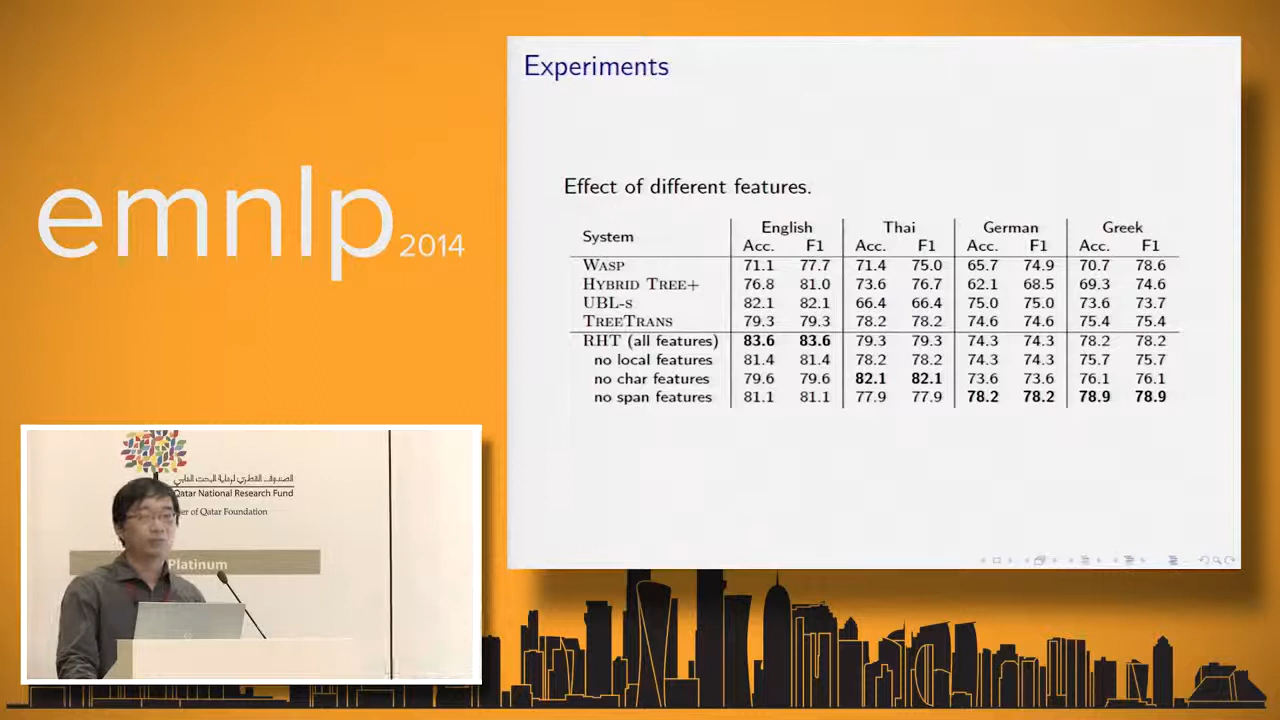 emnlp 2014
Experiments
Effect of different features.
System English Thai German Greek
Acc. F1 Acc. F1 Acc. F1 Acc. F1
WASP 71.1 77.7 71.4 75.0 65.7 74.9 70.7 78.6
HYBRID TREE+ 76.8 81.0 73.6 76.7 62.1 68.5 69.3 74.6
UBL-S 82.1 82.1 66.4 66.4 75.0 75.0 73.6 73.7
TREETRANS 79.3 79.3 78.2 78.2 74.6 74.6 75.4 75.4
RHT (all features) 83.6 83.6 79.3 79.3 74.3 74.3 78.2 78.2
no local features 81.4 81.4 78.2 78.2 74.3 74.3 75.7 75.7
no char features 79.6 79.6 82.1 82.1 73.6 73.6 76.1 76.1
no span features 81.1 81.1 77.9 77.9 78.2 78.2 78.9 78.9
الصندوق القطري لرعاية البحث العلمي
Qatar National Research Fund
er of Qatar Foundation
Platinum